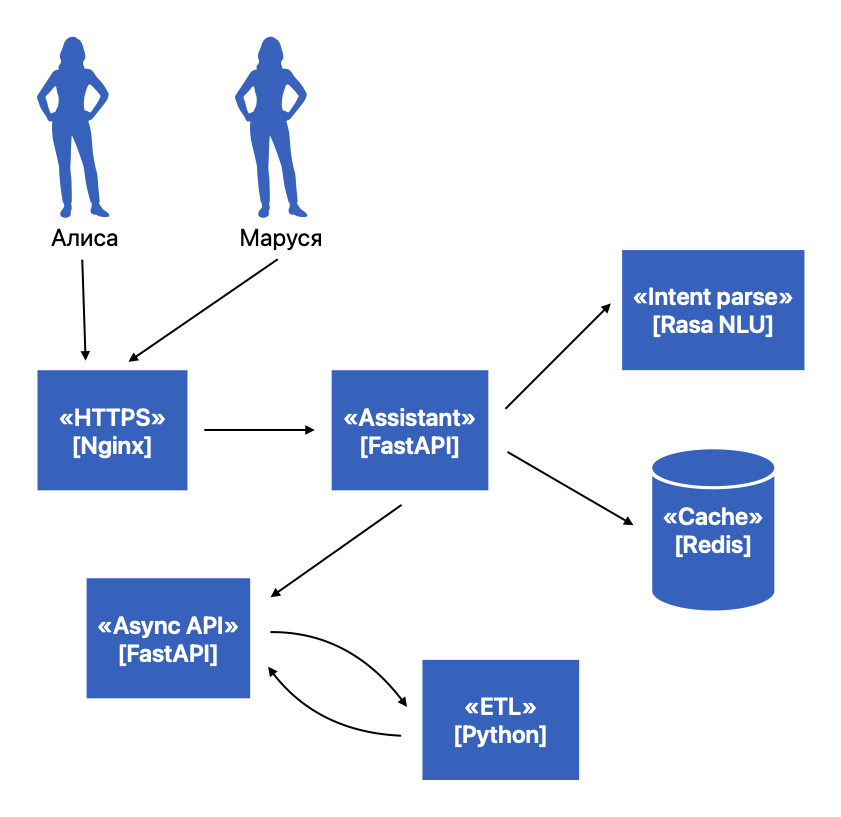 Алиса
Маруся
«Intent parse»
[Rasa NLU]
«HTTPS»
[Nginx]
«Assistant»
[FastAPI]
«Cache»
[Redis]
«Async API»
[FastAPI]
«ETL»
[Python]